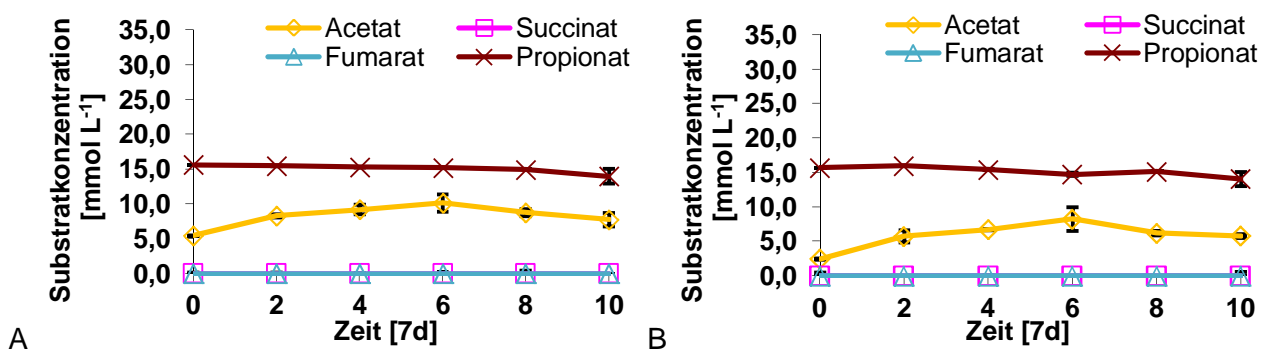 Substratkonzentration
[mmol L⁻¹]
35,0
30,0
25,0
20,0
15,0
10,0
5,0
0,0
Acetat
Succinat
Fumarat
Propionat
0 2 4 6 8 10
Zeit [7d]
A
Substratkonzentration
[mmol L⁻¹]
35,0
30,0
25,0
20,0
15,0
10,0
5,0
0,0
Acetat
Succinat
Fumarat
Propionat
0 2 4 6 8 10
Zeit [7d]
B